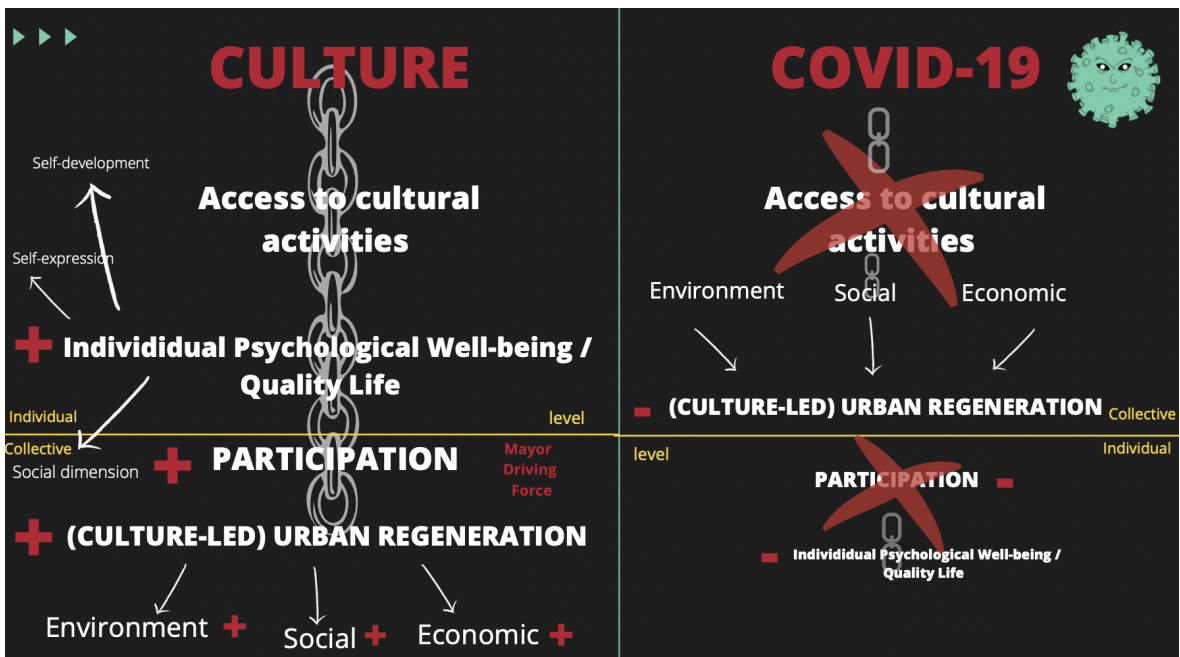 CULTURE
Self-development
Access to cultural
activities
Self-expression
+ Individidual Psychological Well-being /
Quality Life
Individual
level
Collective
Social dimension
+ PARTICIPATION
Mayor
Driving
Force
+ (CULTURE-LED) URBAN REGENERATION
Environment +
Social +
Economic +
COVID-19
Access to cultural
activities
Environment
Social
Economic
- (CULTURE-LED) URBAN REGENERATION
Collective
level
Individual
PARTICIPATION -
- Individidual Psychological Well-being /
Quality Life